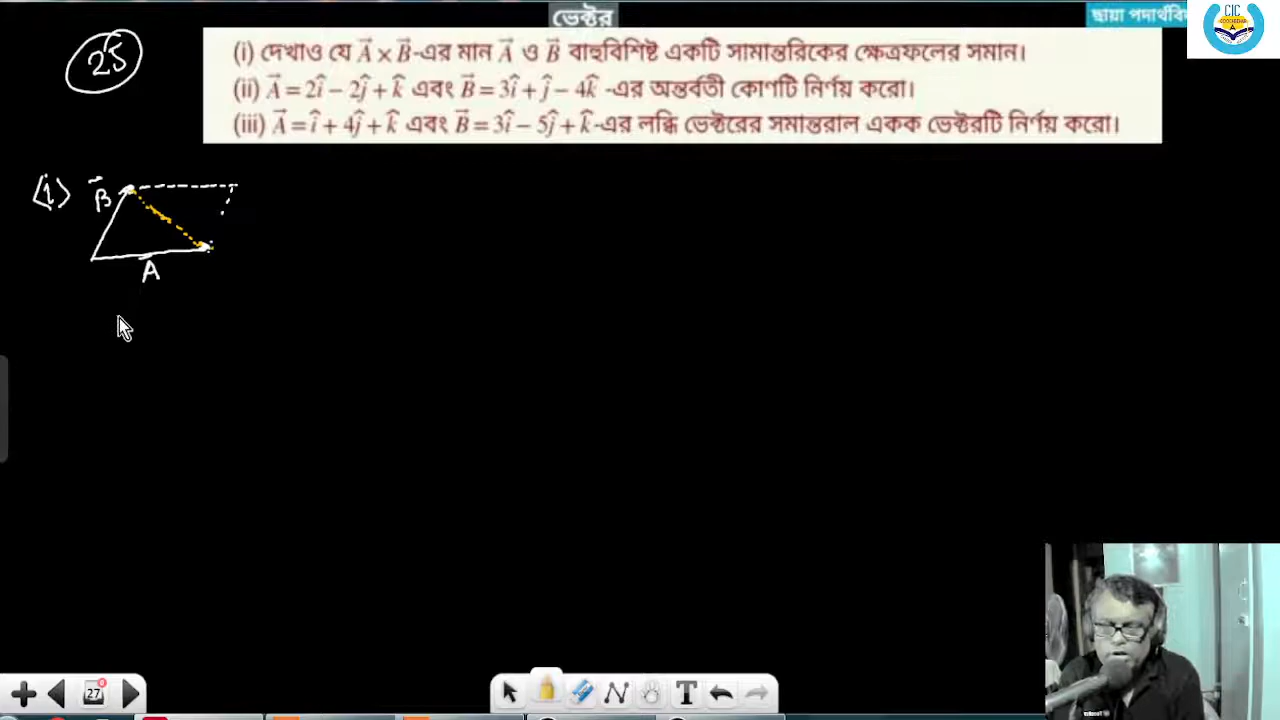 ভেক্টর
ছায়া পদার্থবি
CIC
25
(i) দেখাও যে A⃗ × B⃗-এর মান A⃗ ও B⃗ বাহুবিশিষ্ট একটি সামান্তরিকের ক্ষেত্রফলের সমান।
(ii) A⃗ = 2î − 2ĵ + k̂ এবং B⃗ = 3î + ĵ − 4k̂ -এর অন্তর্বর্তী কোণটি নির্ণয় করো।
(iii) A⃗ = î + 4ĵ + k̂ এবং B⃗ = 3î − 5ĵ + k̂-এর লব্ধি ভেক্টরের সমান্তরাল একক ভেক্টরটি নির্ণয় করো।
(i) B⃗
A
27
T